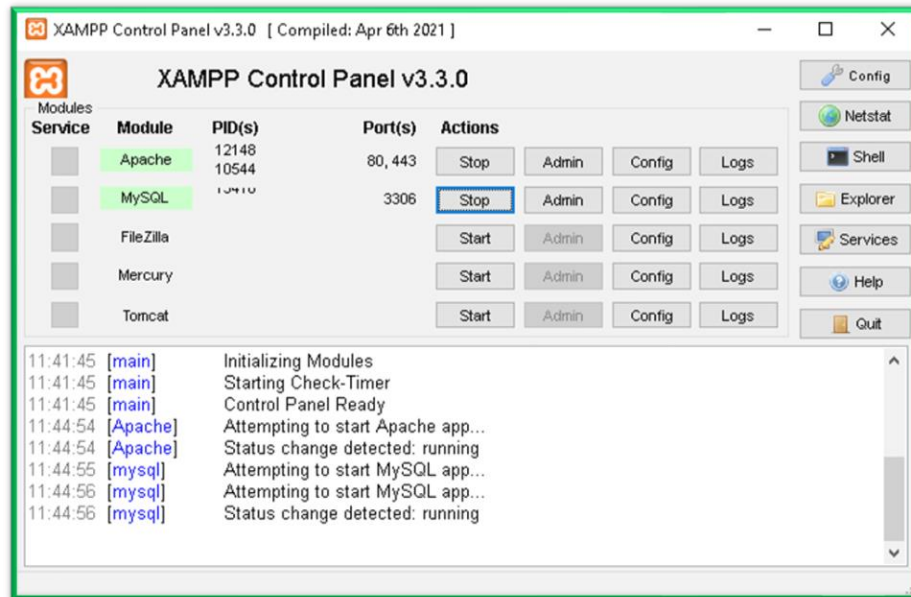 XAMPP Control Panel v3.3.0 [ Compiled: Apr 6th 2021 ]
XAMPP Control Panel v3.3.0
Config
Modules
Service Module PID(s) Port(s) Actions
Netstat
Apache 12148 10544 80, 443 Stop Admin Config Logs
Shell
MySQL 3306 Stop Admin Config Logs
Explorer
FileZilla Start Admin Config Logs
Services
Mercury Start Admin Config Logs
Help
Tomcat Start Admin Config Logs
Quit
11:41:45 [main] Initializing Modules
11:41:45 [main] Starting Check-Timer
11:41:45 [main] Control Panel Ready
11:44:54 [Apache] Attempting to start Apache app...
11:44:54 [Apache] Status change detected: running
11:44:55 [mysql] Attempting to start MySQL app...
11:44:56 [mysql] Attempting to start MySQL app...
11:44:56 [mysql] Status change detected: running